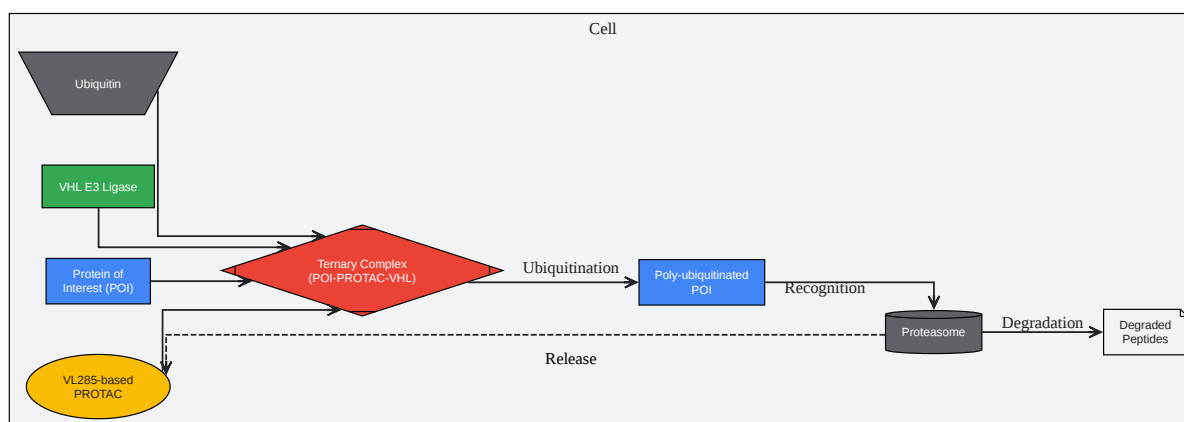 Cell
Ubiquitin
VHL E3 Ligase
Protein of
Interest (POI)
VL285-based
PROTAC
Ternary Complex
(POI-PROTAC-VHL)
Ubiquitination
Poly-ubiquitinated
POI
Recognition
Proteasome
Release
Degradation
Degraded
Peptides